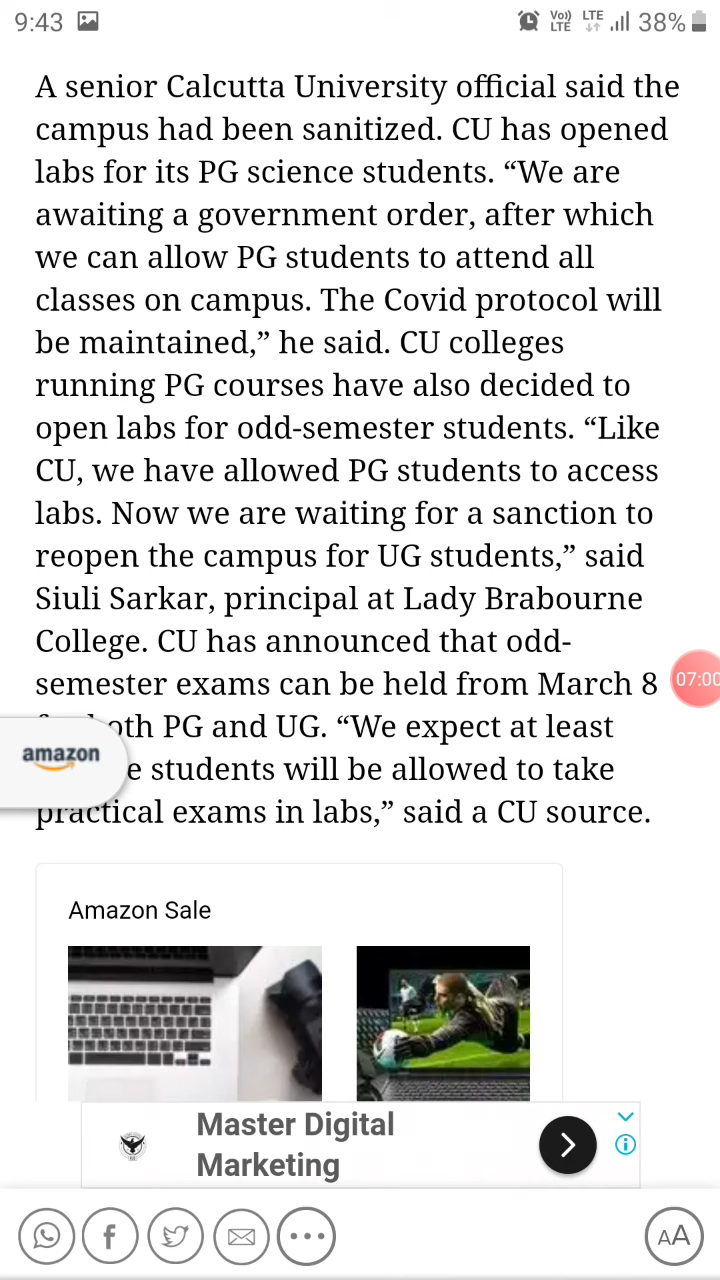 9:43
Vo)) LTE LTE 38%
A senior Calcutta University official said the
campus had been sanitized. CU has opened
labs for its PG science students. “We are
awaiting a government order, after which
we can allow PG students to attend all
classes on campus. The Covid protocol will
be maintained,” he said. CU colleges
running PG courses have also decided to
open labs for odd-semester students. “Like
CU, we have allowed PG students to access
labs. Now we are waiting for a sanction to
reopen the campus for UG students,” said
Siuli Sarkar, principal at Lady Brabourne
College. CU has announced that odd-
semester exams can be held from March 8
07:00
both PG and UG. “We expect at least
amazon
students will be allowed to take
practical exams in labs,” said a CU source.
Amazon Sale
Master Digital
Marketing
AA